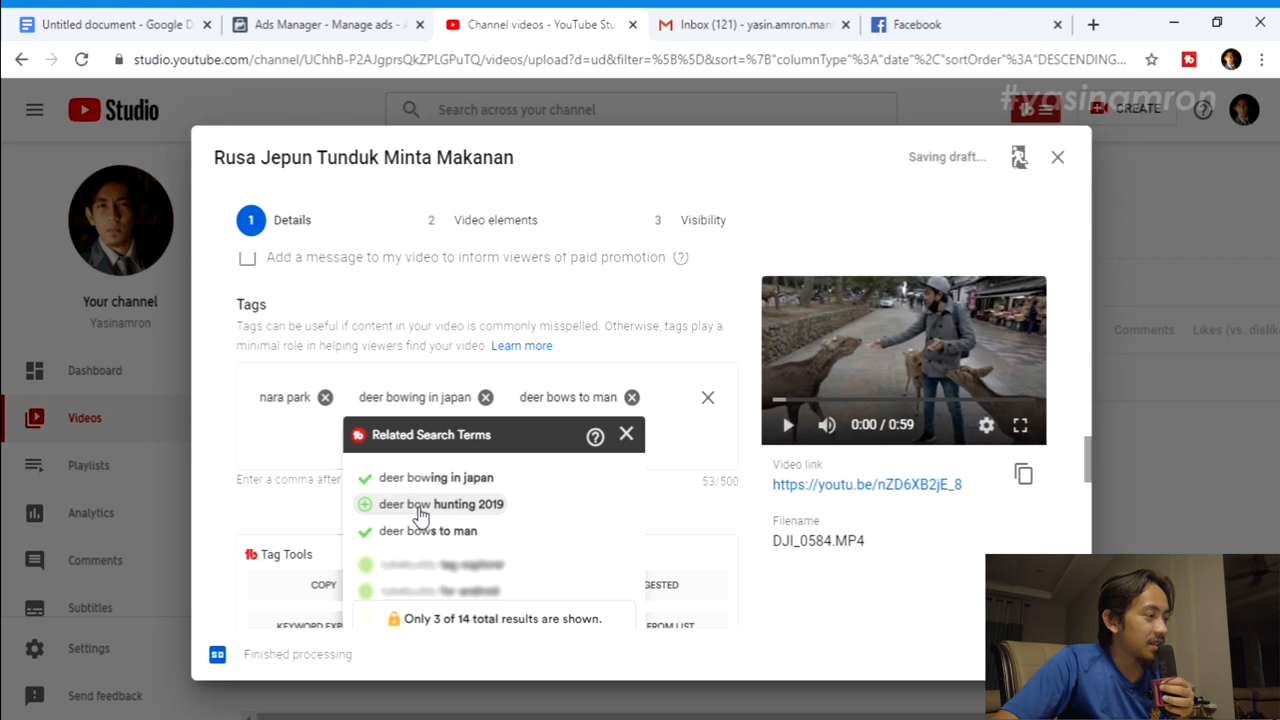 Untitled document - Google D
Ads Manager - Manage ads -
Channel videos - YouTube Stu
Inbox (121) - yasin.amron.man
Facebook
studio.youtube.com/channel/UChhB-P2AJgprsQkZPLGPuTQ/videos/upload?d=ud&filter=%5B%5D&sort=%7B"columnType"%3A"date"%2C"sortOrder"%3A"DESCENDING...
Studio
Search across your channel
CREATE
#yasinamron
Rusa Jepun Tunduk Minta Makanan
Saving draft...
1 Details
2 Video elements
3 Visibility
Add a message to my video to inform viewers of paid promotion
Your channel
Yasinamron
Tags
Tags can be useful if content in your video is commonly misspelled. Otherwise, tags play a
minimal role in helping viewers find your video. Learn more
Comments
Likes (vs. dislik
Dashboard
nara park
deer bowing in japan
deer bows to man
Videos
0:00 / 0:59
tb Related Search Terms
Playlists
Video link
deer bowing in japan
Enter a comma after
53/500
https://youtu.be/nZD6XB2jE_8
deer bow hunting 2019
Analytics
Filename
deer bows to man
DJI_0584.MP4
Comments
tb Tag Tools
COPY
GESTED
Subtitles
Only 3 of 14 total results are shown.
KEYWORD EXP
FROM LIST
Settings
SD Finished processing
Send feedback